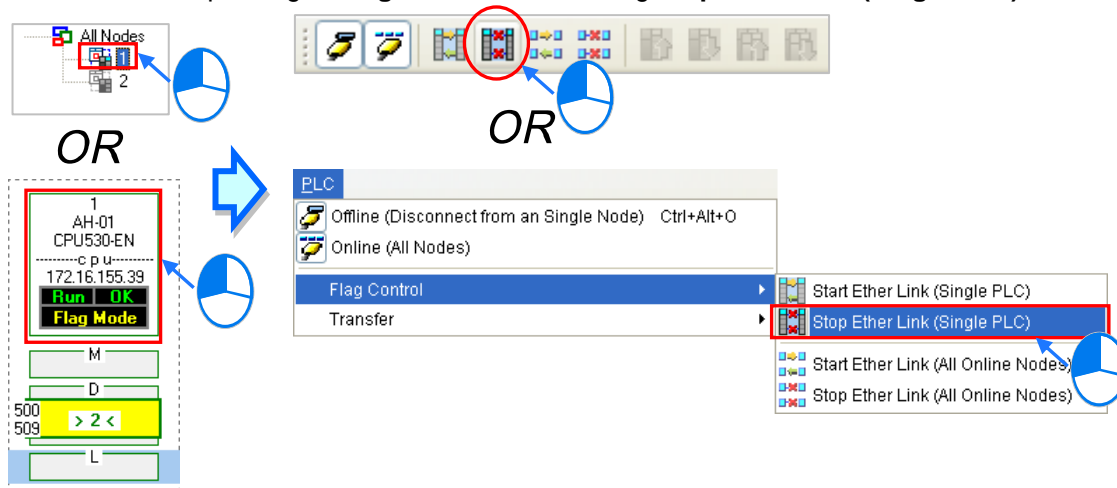 All Nodes
1
2
OR
OR
1
AH-01
CPU530-EN
---------c p u---------
172.16.155.39
Run OK
Flag Mode
M
D
500
509
> 2 <
L
PLC
Offline (Disconnect from an Single Node) Ctrl+Alt+O
Online (All Nodes)
Flag Control
Transfer
Start Ether Link (Single PLC)
Stop Ether Link (Single PLC)
Start Ether Link (All Online Nodes)
Stop Ether Link (All Online Nodes)